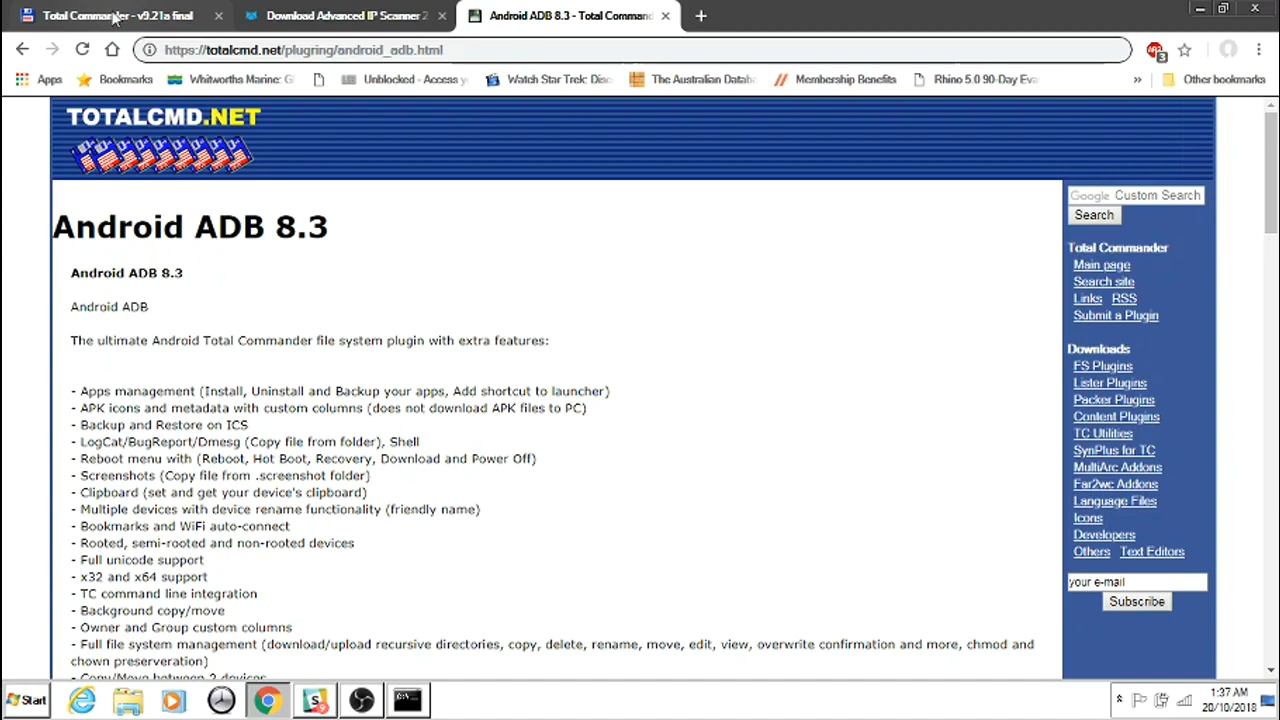 Total Commander - v9.21a final
Download Advanced IP Scanner 2
Android ADB 8.3 - Total Comman
https://totalcmd.net/plugring/android_adb.html
3
Apps
Bookmarks
Whitworths Marine: G
Unblocked - Access y
Watch Star Trek: Disc
The Australian Datab
Membership Benefits
Rhino 5.0 90-Day Eva
»
Other bookmarks
TOTALCMD.NET
Android ADB 8.3
Android ADB 8.3
Android ADB
The ultimate Android Total Commander file system plugin with extra features:
- Apps management (Install, Uninstall and Backup your apps, Add shortcut to launcher)
- APK icons and metadata with custom columns (does not download APK files to PC)
- Backup and Restore on ICS
- LogCat/BugReport/Dmesg (Copy file from folder), Shell
- Reboot menu with (Reboot, Hot Boot, Recovery, Download and Power Off)
- Screenshots (Copy file from .screenshot folder)
- Clipboard (set and get your device's clipboard)
- Multiple devices with device rename functionality (friendly name)
- Bookmarks and WiFi auto-connect
- Rooted, semi-rooted and non-rooted devices
- Full unicode support
- x32 and x64 support
- TC command line integration
- Background copy/move
- Owner and Group custom columns
- Full file system management (download/upload recursive directories, copy, delete, rename, move, edit, view, overwrite confirmation and more, chmod and
chown preserveration)
- Copy/Move between 2 devices
Google Custom Search
Search
Total Commander
Main page
Search site
Links RSS
Submit a Plugin
Downloads
FS Plugins
Lister Plugins
Packer Plugins
Content Plugins
TC Utilities
SynPlus for TC
MultiArc Addons
Far2wc Addons
Language Files
Icons
Developers
Others Text Editors
your e-mail
Subscribe
Start
1:37 AM
20/10/2018